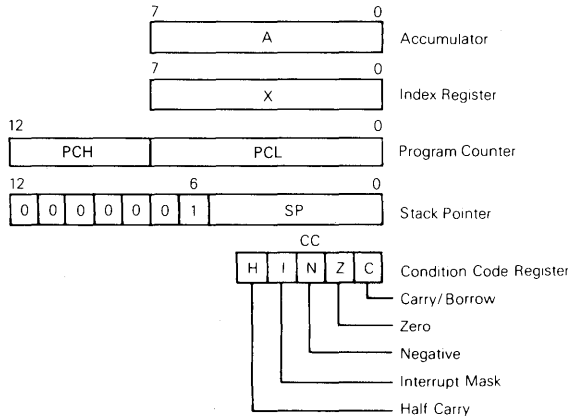 7 0
A Accumulator
7 0
X Index Register
12 0
PCH PCL Program Counter
12 6 0
0 0 0 0 0 0 1 SP Stack Pointer
CC
H I N Z C Condition Code Register
Carry/Borrow
Zero
Negative
Interrupt Mask
Half Carry